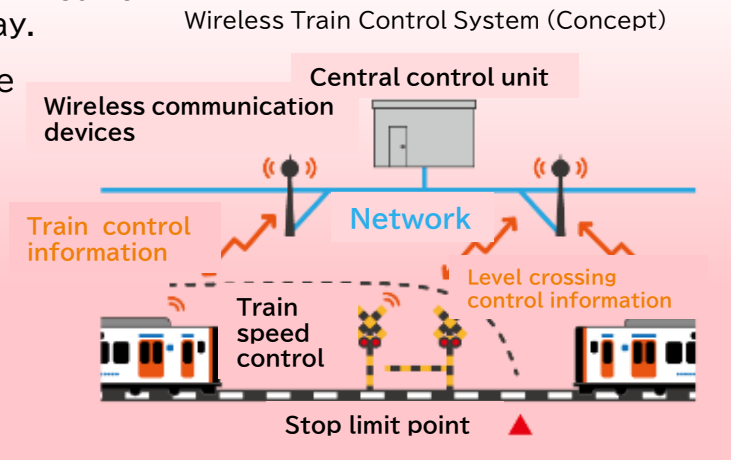 ay.
Wireless Train Control System (Concept)
e
Central control unit
Wireless communication
devices
Network
Train control
information
Level crossing
control information
Train
speed
control
Stop limit point